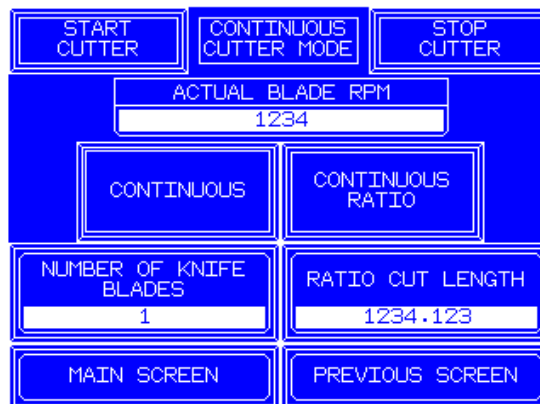 START
CUTTER
CONTINUOUS
CUTTER MODE
STOP
CUTTER
ACTUAL BLADE RPM
1234
CONTINUOUS
CONTINUOUS
RATIO
NUMBER OF KNIFE
BLADES
1
RATIO CUT LENGTH
1234.123
MAIN SCREEN
PREVIOUS SCREEN